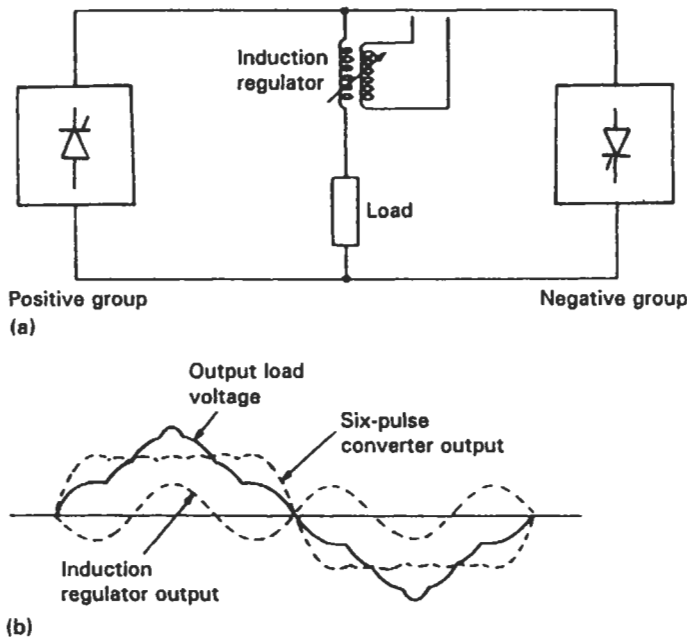 Induction
regulator
Load
Positive group
Negative group
(a)
Output load
voltage
Six-pulse
converter output
Induction
regulator output
(b)